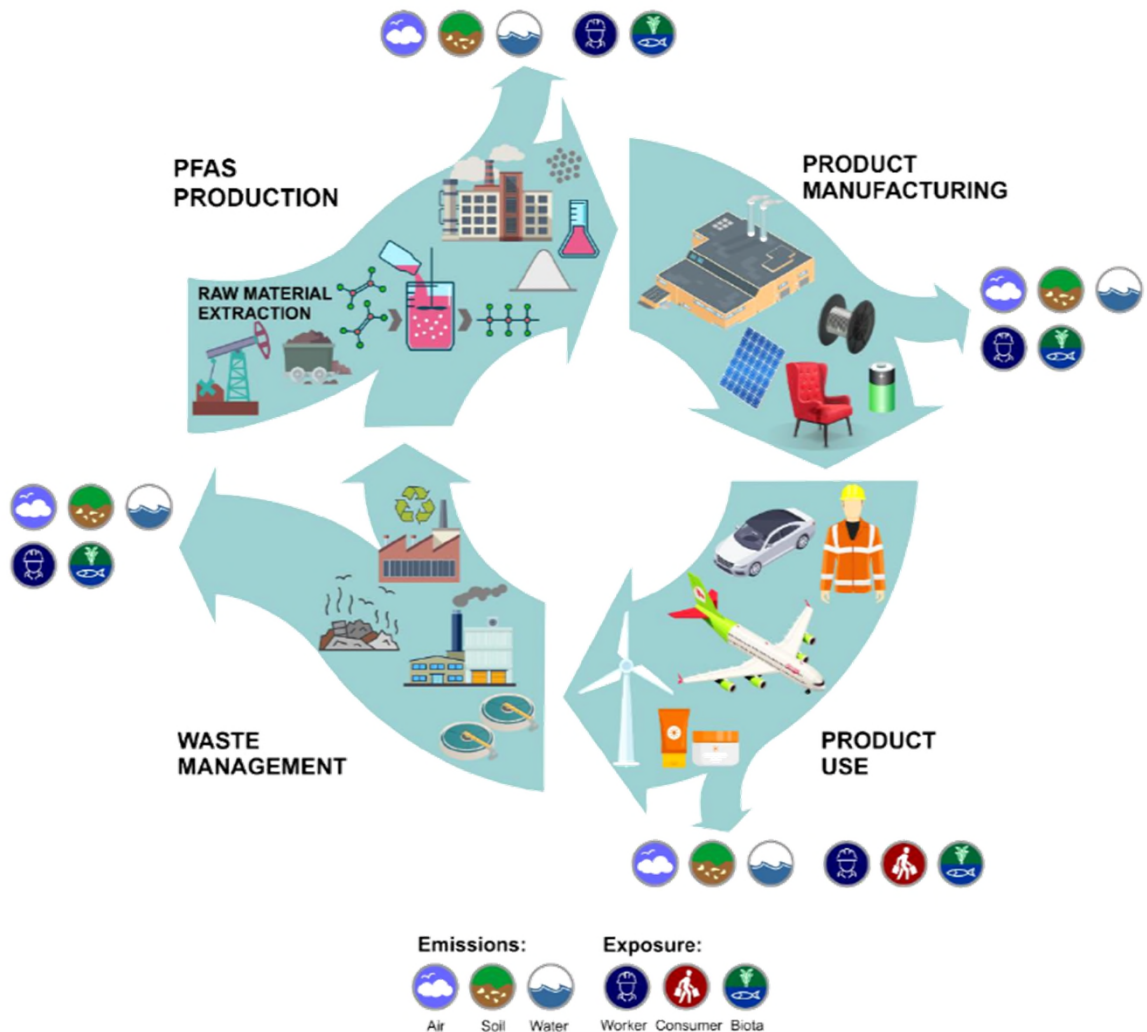 PFAS
PRODUCTION
PRODUCT
MANUFACTURING
RAW MATERIAL
EXTRACTION
WASTE
MANAGEMENT
PRODUCT
USE
Emissions:
Exposure:
Air Soil Water Worker Consumer Biota